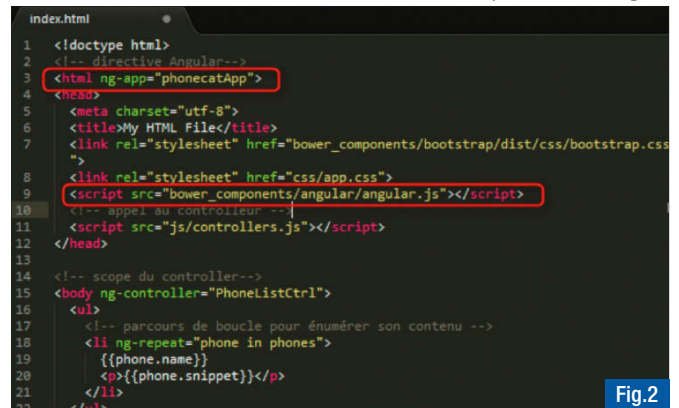 index.html
1 <!doctype html>
2 <!-- directive Angular-->
3 <html ng-app="phonecatApp">
4 <head>
5 <meta charset="utf-8">
6 <title>My HTML File</title>
7 <link rel="stylesheet" href="bower_components/bootstrap/dist/css/bootstrap.css
">
8 <link rel="stylesheet" href="css/app.css">
9 <script src="bower_components/angular/angular.js"></script>
10 <!-- appel au controlleur -->
11 <script src="js/controllers.js"></script>
12 </head>
13
14 <!-- scope du controller-->
15 <body ng-controller="PhoneListCtrl">
16 <ul>
17 <!-- parcours de boucle pour énumérer son contenu -->
18 <li ng-repeat="phone in phones">
19 {{phone.name}}
20 <p>{{phone.snippet}}</p>
21 </li>
Fig.2